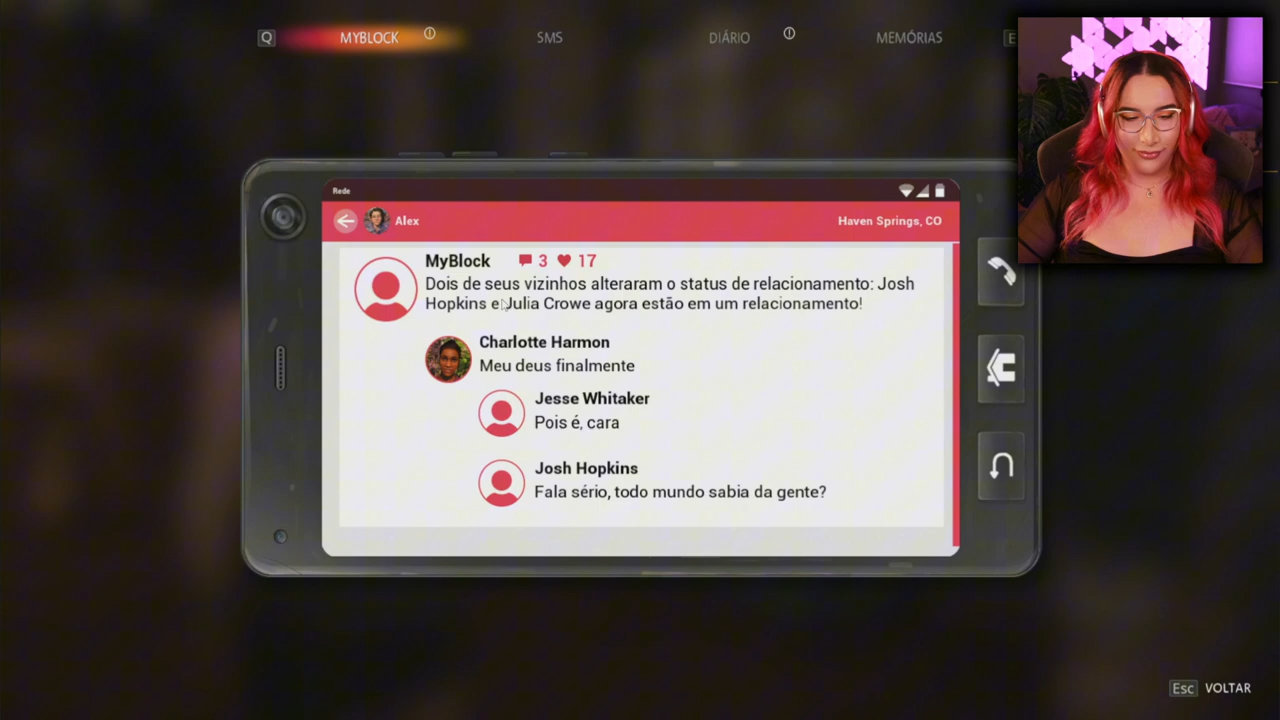 Q MYBLOCK SMS DIÁRIO MEMÓRIAS E
Rede
Alex Haven Springs, CO
MyBlock 3 17
Dois de seus vizinhos alteraram o status de relacionamento: Josh
Hopkins e Julia Crowe agora estão em um relacionamento!
Charlotte Harmon
Meu deus finalmente
Jesse Whitaker
Pois é, cara
Josh Hopkins
Fala sério, todo mundo sabia da gente?
Esc VOLTAR